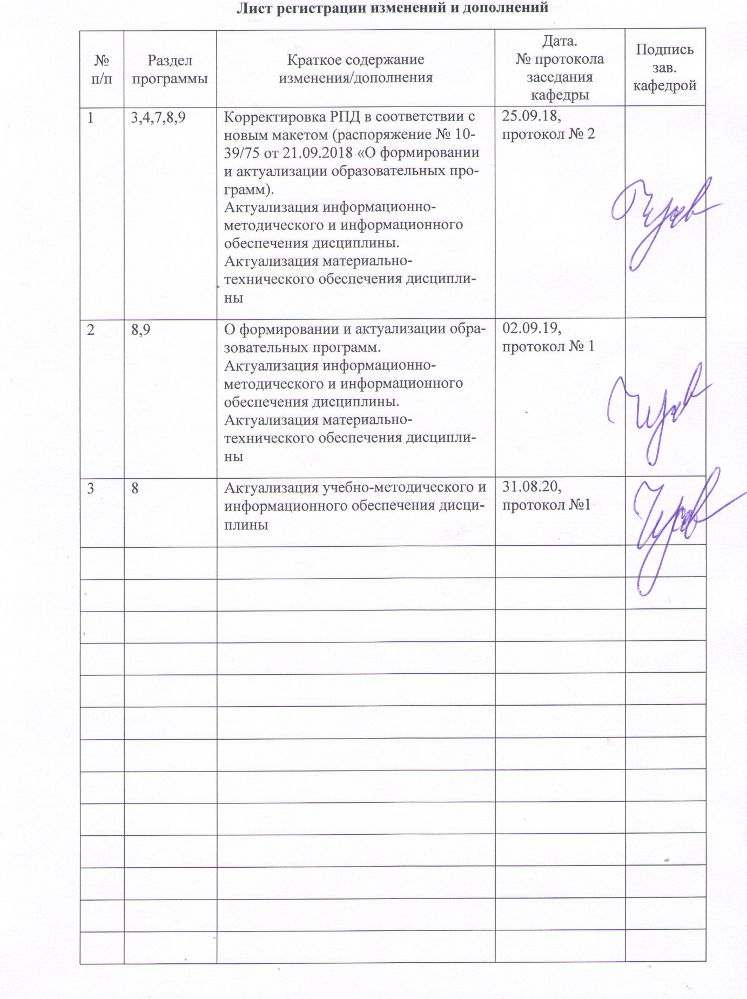 Лист регистрации изменений и дополнений
№
п/п
Раздел
программы
Краткое содержание
изменения/дополнения
Дата.
№ протокола
заседания
кафедры
Подпись
зав.
кафедрой
1
3,4,7,8,9
Корректировка РПД в соответствии с
новым макетом (распоряжение № 10-
39/75 от 21.09.2018 «О формировании
и актуализации образовательных про-
грамм).
Актуализация информационно-
методического и информационного
обеспечения дисциплины.
Актуализация материально-
технического обеспечения дисципли-
ны
25.09.18,
протокол № 2
2
8,9
О формировании и актуализации обра-
зовательных программ.
Актуализация информационно-
методического и информационного
обеспечения дисциплины.
Актуализация материально-
технического обеспечения дисципли-
ны
02.09.19,
протокол № 1
3
8
Актуализация учебно-методического и
информационного обеспечения дисци-
плины
31.08.20,
протокол №1